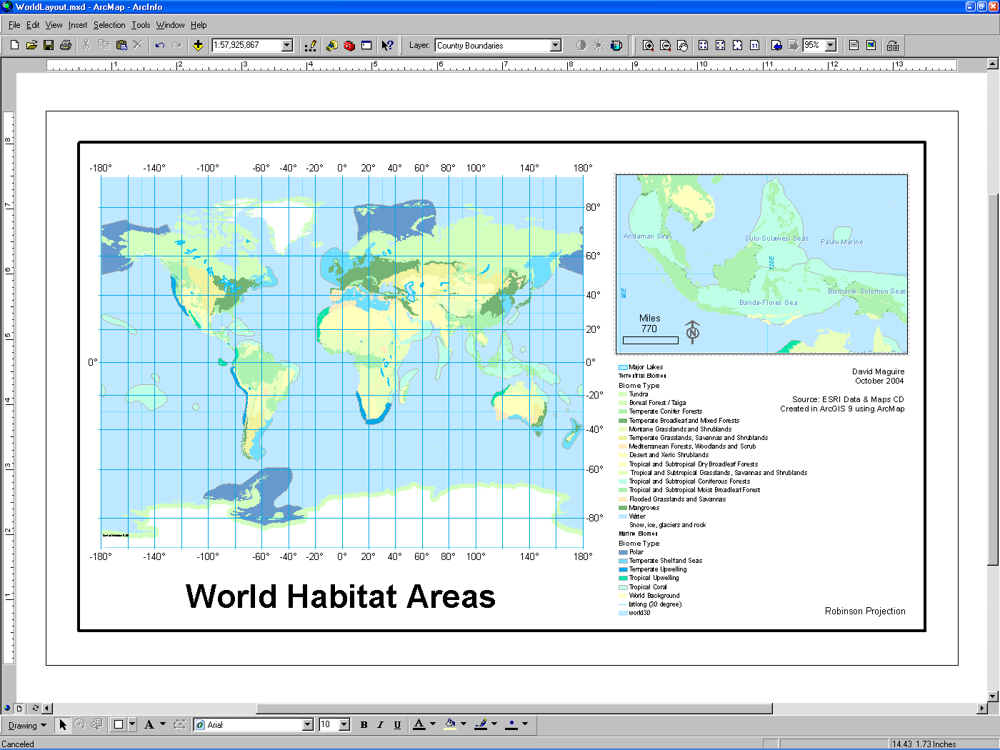 WorldLayout.mxd - ArcMap - ArcInfo
File Edit View Insert Selection Tools Window Help
1:57,925,867 Layer: Country Boundaries 1:1 95%
1 2 3 4 5 6 7 8 9 10 11 12 13
8
7
6
5
4
3
2
1
-180° -140° -100° -60° -40° -20° 0° 20° 40° 60° 80° 100° 140° 180°
80°
60°
40°
20°
0° 0°
-20°
-40°
-60°
-80°
-180° -140° -100° -60° -40° -20° 0° 20° 40° 60° 80° 100° 140° 180°
World Habitat Areas
Andaman Sea
Sulu-Sulawesi Seas
Palau-Marine
120E
90E
Bismarck-Solomon Seas
Banda-Flores Sea
Miles
770
N
Major Lakes
Terrestrial Biomes
Biome Type
Tundra
Boreal Forest / Taiga
Temperate Conifer Forests
Temperate Broadleaf and Mixed Forests
Montane Grasslands and Shrublands
Temperate Grasslands, Savannas and Shrublands
Mediterranean Forests, Woodlands and Scrub
Desert and Xeric Shrublands
Tropical and Subtropical Dry Broadleaf Forests
Tropical and Subtropical Grasslands, Savannas and Shrublands
Tropical and Subtropical Coniferous Forests
Tropical and Subtropical Moist Broadleaf Forest
Flooded Grasslands and Savannas
Mangroves
Water
Snow, ice, glaciers and rock
Marine Biomes
Biome Type
Polar
Temperate Shelf and Seas
Temperate Upwelling
Tropical Upwelling
Tropical Coral
World Background
latlong (30 degree)
world30
David Maguire
October 2004
Source: ESRI Data & Maps CD
Created in ArcGIS 9 using ArcMap
Robinson Projection
Drawing A Arial 10 B I U A
Canceled 14.43 1.73 Inches